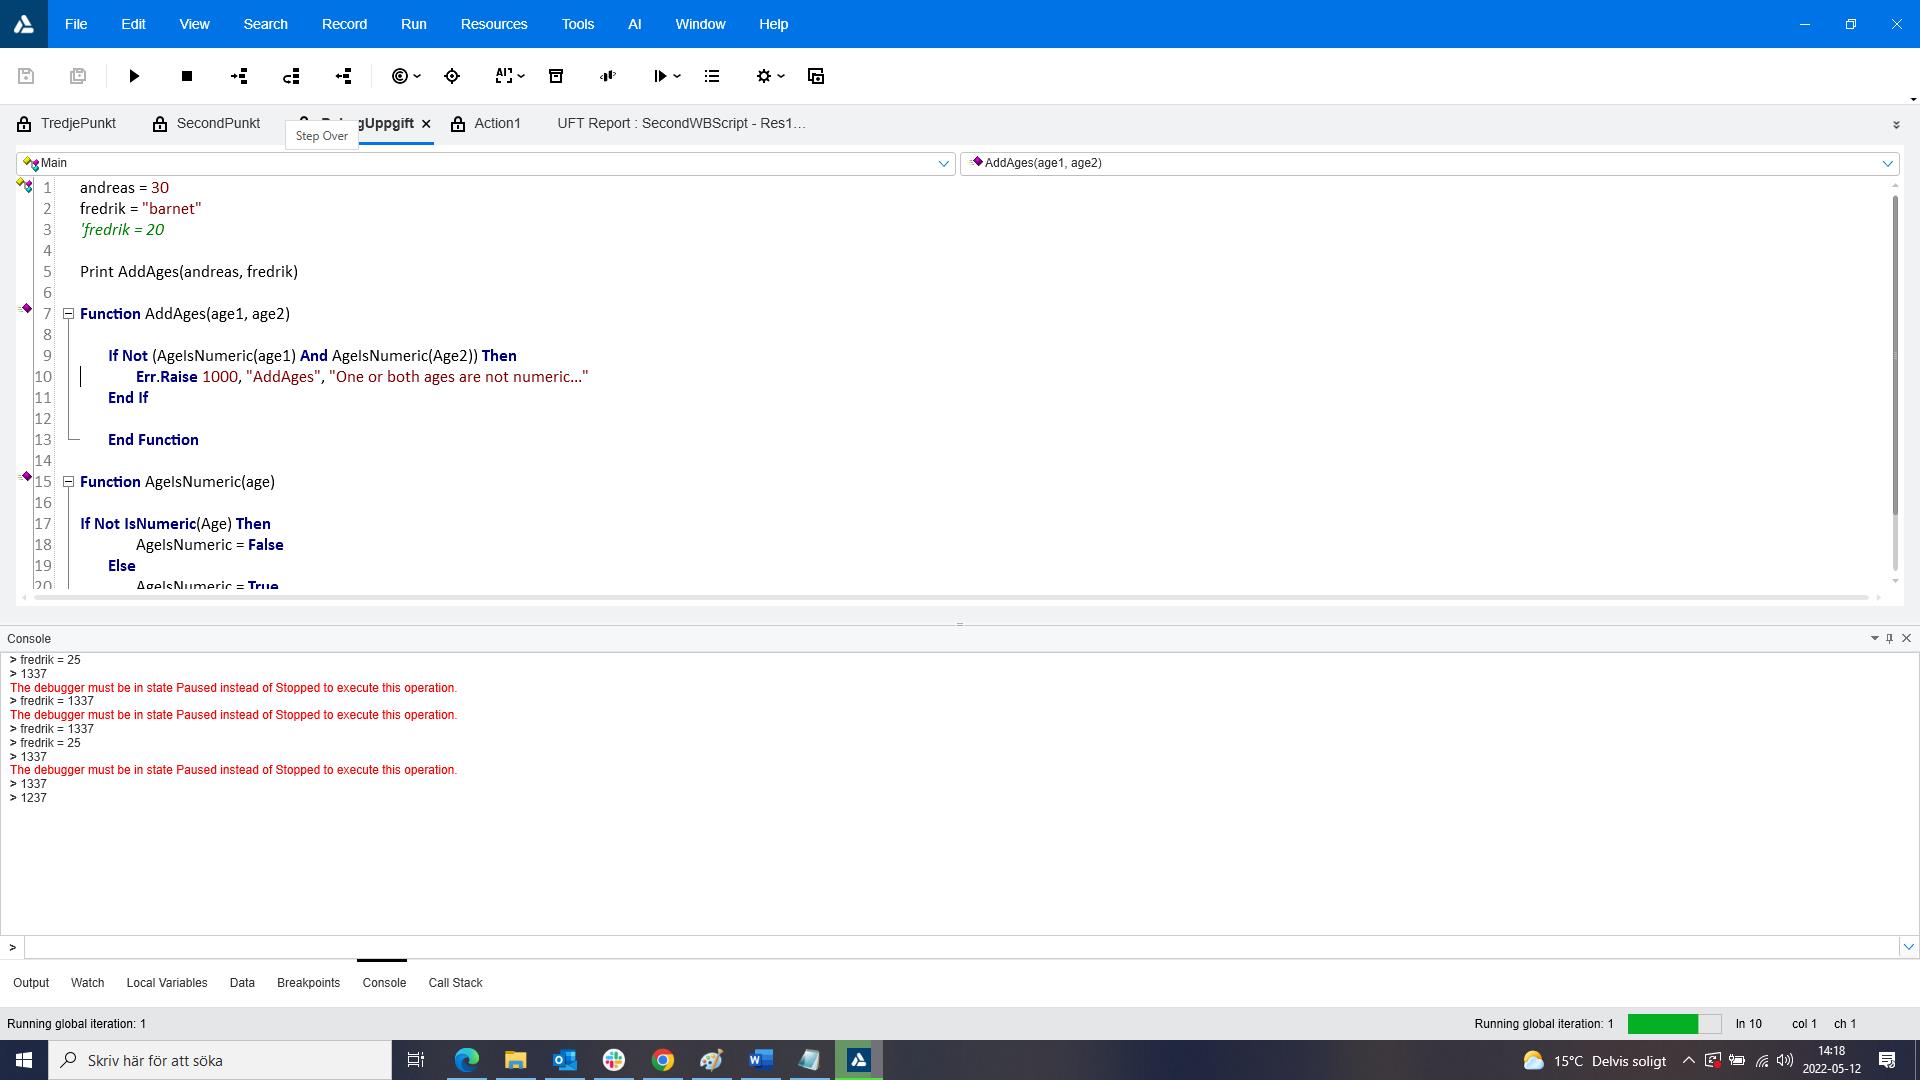 File Edit View Search Record Run Resources Tools AI Window Help
AI
TredjePunkt SecondPunkt Uppgift Action1 UFT Report : SecondWBScript - Res1...
Step Over
Main AddAges(age1, age2)
1 andreas = 30
2 fredrik = "barnet"
3 'fredrik = 20
4
5 Print AddAges(andreas, fredrik)
6
7 Function AddAges(age1, age2)
8
9 If Not (AgeIsNumeric(age1) And AgeIsNumeric(Age2)) Then
10 Err.Raise 1000, "AddAges", "One or both ages are not numeric..."
11 End If
12
13 End Function
14
15 Function AgeIsNumeric(age)
16
17 If Not IsNumeric(Age) Then
18 AgeIsNumeric = False
19 Else
20 AgeIsNumeric = True
Console
> fredrik = 25
> 1337
The debugger must be in state Paused instead of Stopped to execute this operation.
> fredrik = 1337
The debugger must be in state Paused instead of Stopped to execute this operation.
> fredrik = 1337
> fredrik = 25
> 1337
The debugger must be in state Paused instead of Stopped to execute this operation.
> 1337
> 1237
>
Output Watch Local Variables Data Breakpoints Console Call Stack
Running global iteration: 1 Running global iteration: 1 ln 10 col 1 ch 1
Skriv här för att söka 15°C Delvis soligt 14:18
2022-05-12